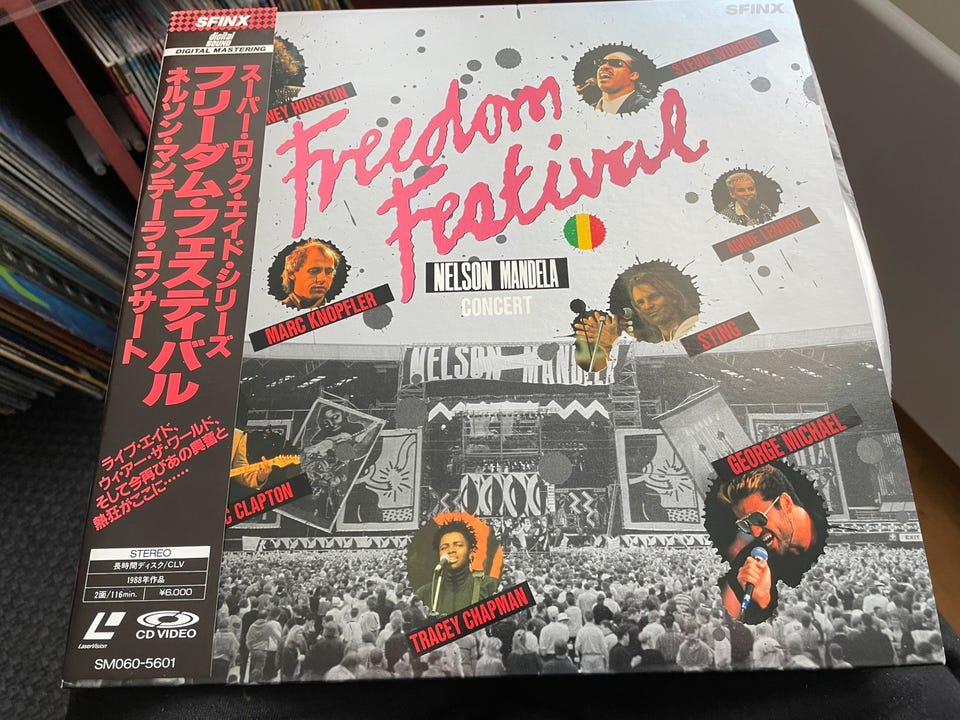 SFINX
digital
SOUND
DIGITAL MASTERING
スーパー・ロック・エイド・シリーズ
フリーダム・フェスティバル
ネルソン・マンデーラ・コンサート
ライブ・エイド、
ウィ・アー・ザ・ワールド、
そして今再びあの興奮と
熱狂がここに……
STEREO
長時間ディスク/CLV
1988年作品
2面/116min. ¥6,000
LaserVision
CD VIDEO
SM060-5601
SFINX
NEY HOUSTON
STEVIE WONDER
Freedom
Festival
ANNIE LENNOX
NELSON MANDELA
CONCERT
MARC KNOPFLER
STING
NELSON MANDELA
GEORGE MICHAEL
C CLAPTON
TRACEY CHAPMAN
EXIT